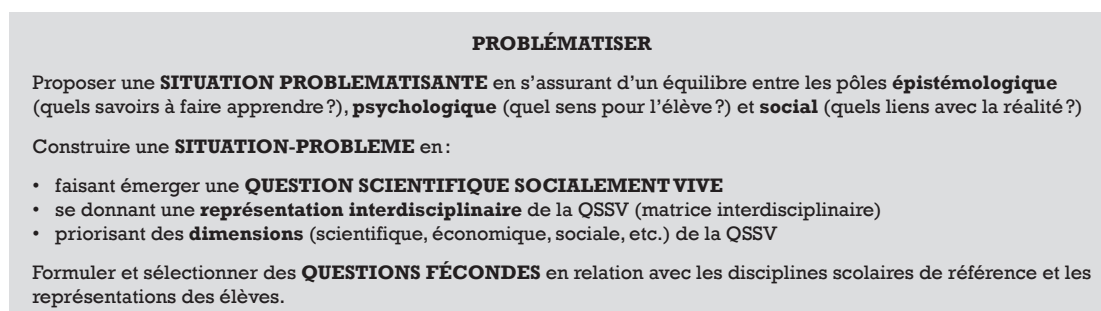 PROBLÉMATISER
Proposer une SITUATION PROBLEMATISANTE en s'assurant d'un équilibre entre les pôles épistémologique
(quels savoirs à faire apprendre ?), psychologique (quel sens pour l'élève ?) et social (quels liens avec la réalité ?)
Construire une SITUATION-PROBLEME en :
• faisant émerger une QUESTION SCIENTIFIQUE SOCIALEMENT VIVE
• se donnant une représentation interdisciplinaire de la QSSV (matrice interdisciplinaire)
• priorisant des dimensions (scientifique, économique, sociale, etc.) de la QSSV
Formuler et sélectionner des QUESTIONS FÉCONDES en relation avec les disciplines scolaires de référence et les
représentations des élèves.